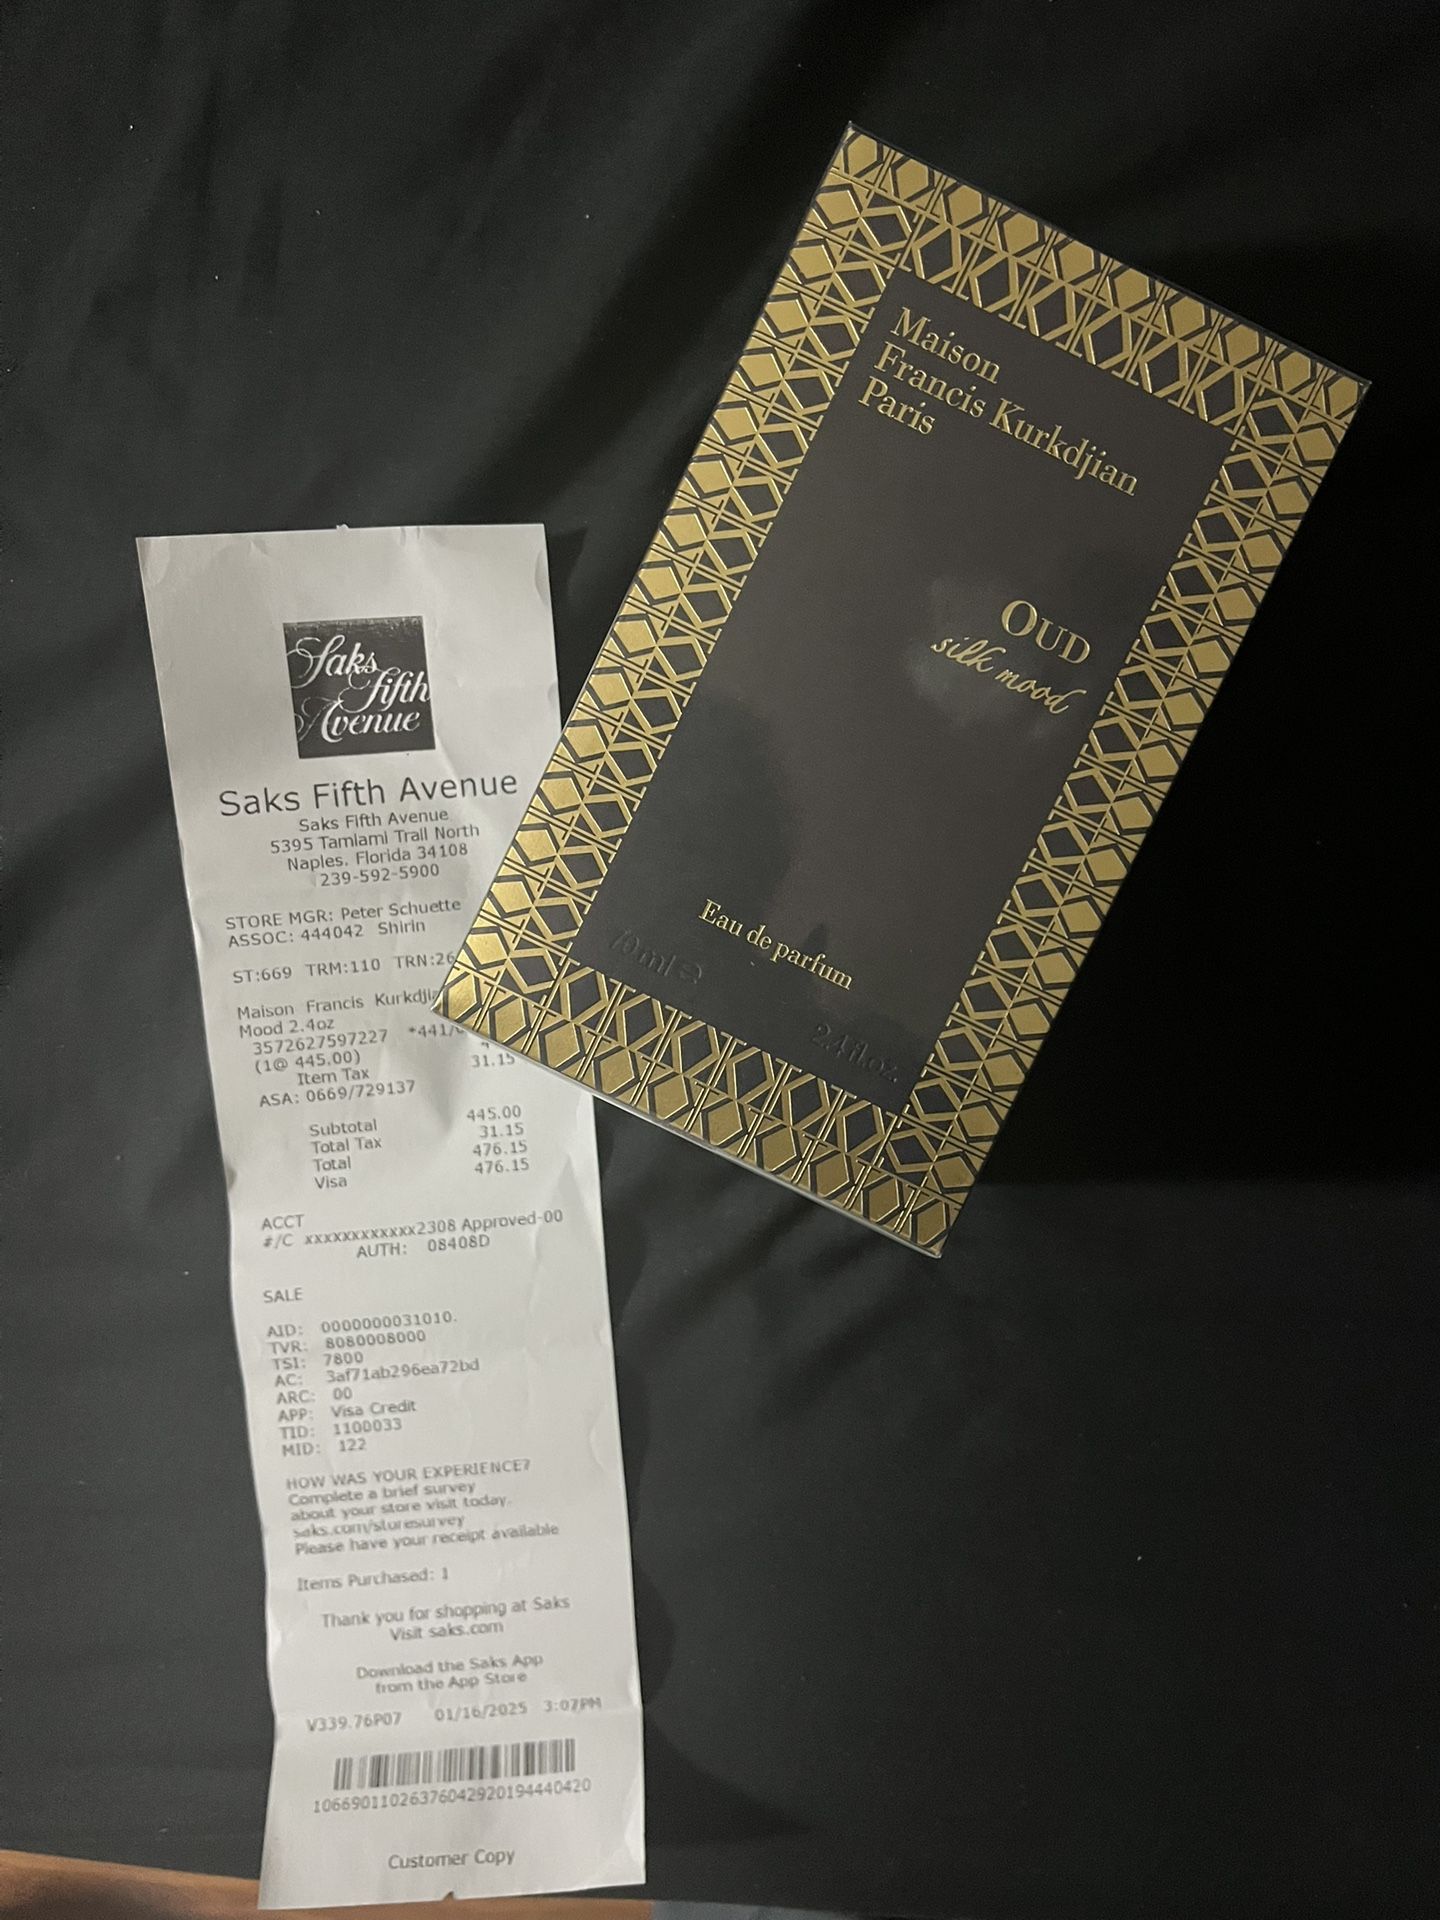 Saks
fifth
Avenue
Saks Fifth Avenue
Saks Fifth Avenue
5395 Tamiami Trail North
Naples, Florida 34108
239-592-5900
STORE MGR: Peter Schuette
ASSOC: 444042 Shirin
ST:669 TRM:110 TRN:26
Maison Francis Kurkdjia
Mood 2.4oz
3572627597227 *441/
(1@ 445.00)
Item Tax 31.15
ASA: 0669/729137
Subtotal 445.00
Total Tax 31.15
Total 476.15
Visa 476.15
ACCT
#/C xxxxxxxxxxxx2308 Approved-00
AUTH: 08408D
SALE
AID: 0000000031010.
TVR: 8080008000
TSI: 7800
AC: 3af71ab296ea72bd
ARC: 00
APP: Visa Credit
TID: 1100033
MID: 122
HOW WAS YOUR EXPERIENCE?
Complete a brief survey
about your store visit today.
saks.com/storesurvey
Please have your receipt available
Items Purchased: 1
Thank you for shopping at Saks
Visit saks.com
Download the Saks App
from the App Store
V339.76P07 01/16/2025 3:07PM
10669011026376042920194440420
Customer Copy
Maison
Francis Kurkdjian
Paris
OUD
silk mood
Eau de parfum
70 ml ℮
2.4 fl.oz.